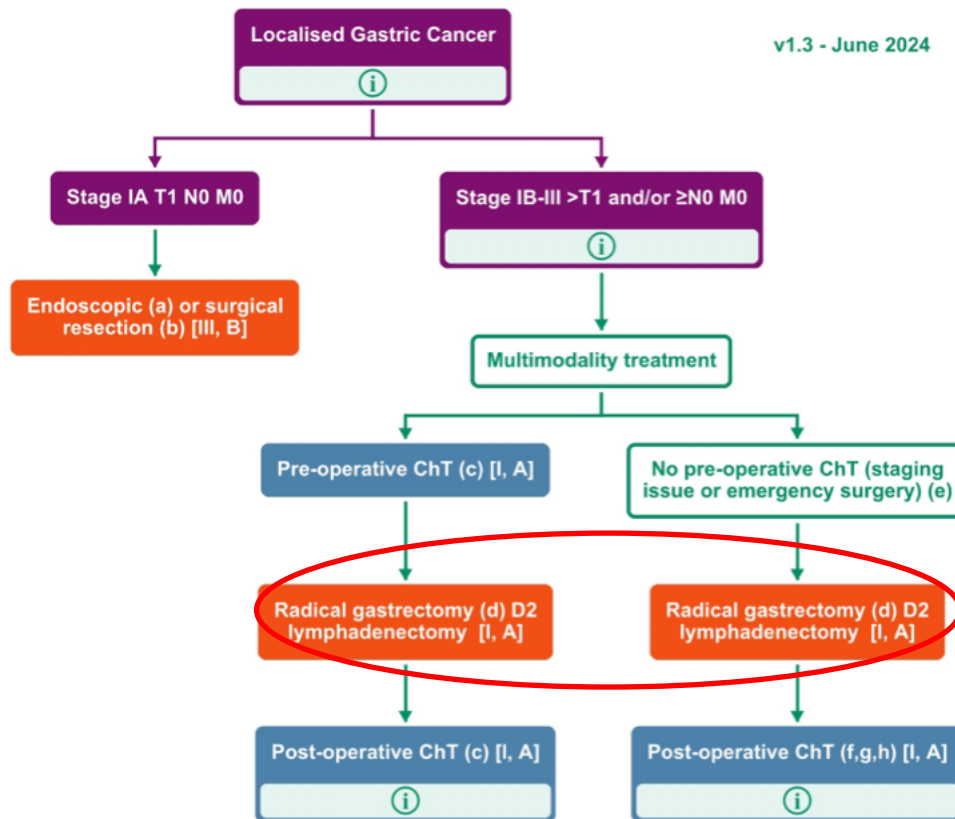 Localised Gastric Cancer
i
v1.3 - June 2024
Stage IA T1 N0 M0
Stage IB-III >T1 and/or ≥N0 M0
i
Endoscopic (a) or surgical
resection (b) [III, B]
Multimodality treatment
Pre-operative ChT (c) [I, A]
No pre-operative ChT (staging
issue or emergency surgery) (e)
Radical gastrectomy (d) D2
lymphadenectomy [I, A]
Radical gastrectomy (d) D2
lymphadenectomy [I, A]
Post-operative ChT (c) [I, A]
i
Post-operative ChT (f,g,h) [I, A]
i